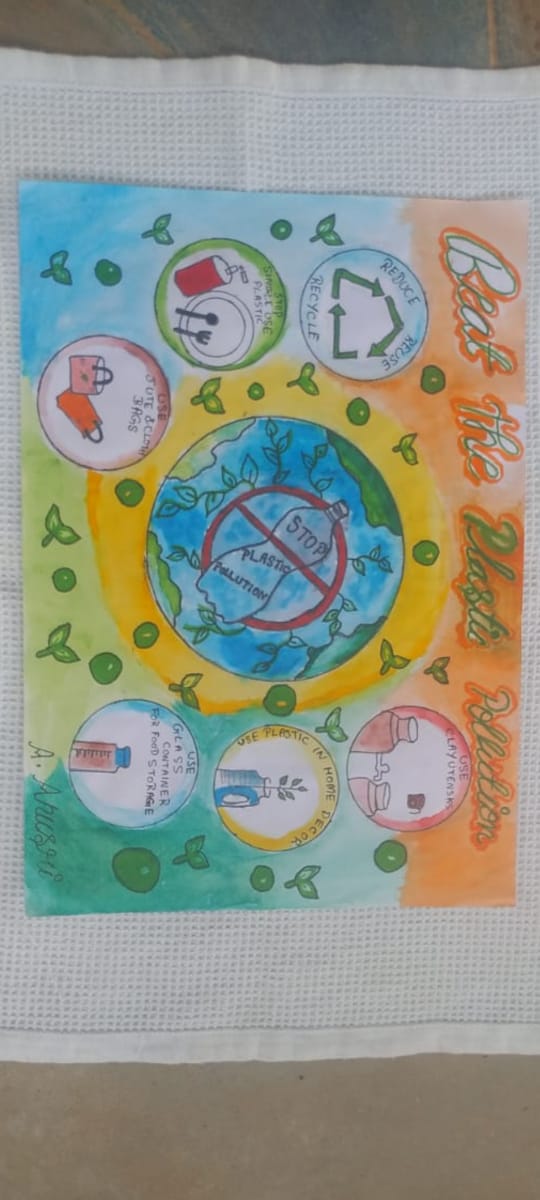 Beat The Plastic Pollution
REDUCE
REUSE
RECYCLE
STOP
SINGLE USE
PLASTIC
USE
JUTE & CLOTH
BAGS
STOP
PLASTIC
POLLUTION
USE
CLAY UTENSILS
USE PLASTIC IN HOME DECOR
USE
GLASS
CONTAINER
FOR FOOD STORAGE
A. Anusri